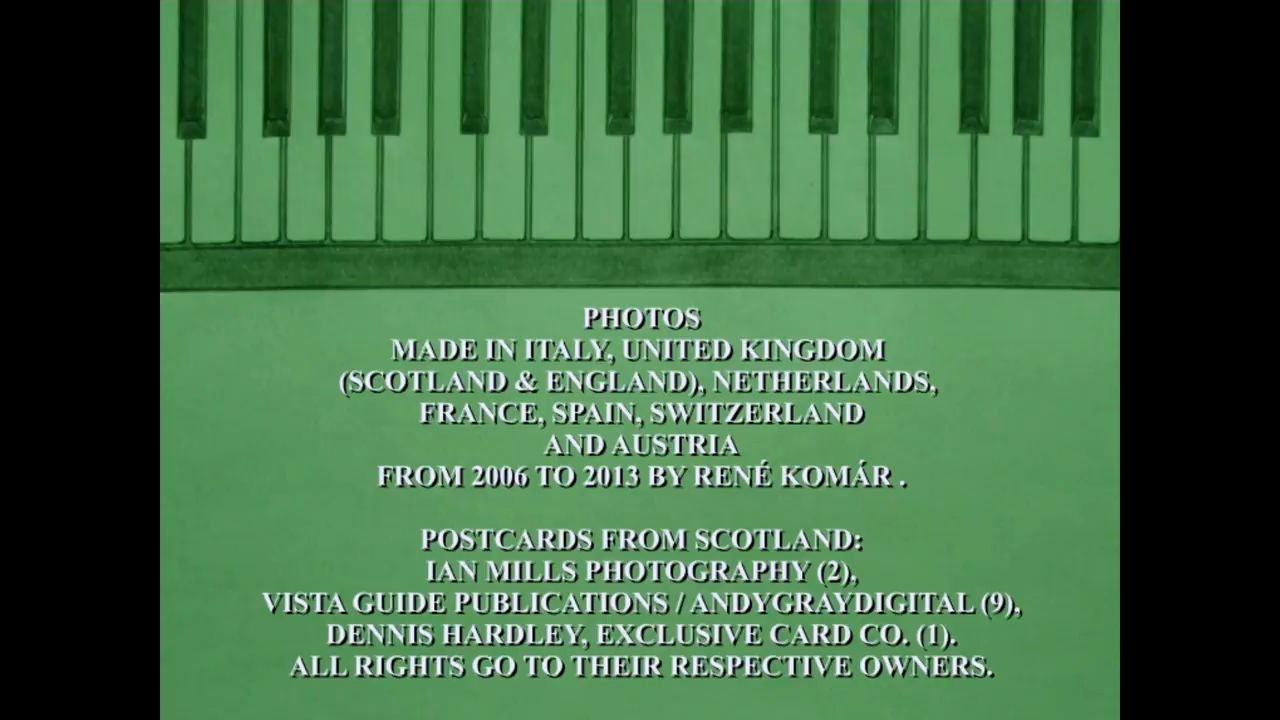 PHOTOS
MADE IN ITALY, UNITED KINGDOM
(SCOTLAND & ENGLAND), NETHERLANDS,
FRANCE, SPAIN, SWITZERLAND
AND AUSTRIA
FROM 2006 TO 2013 BY RENÉ KOMÁR .
POSTCARDS FROM SCOTLAND:
IAN MILLS PHOTOGRAPHY (2),
VISTA GUIDE PUBLICATIONS / ANDYGRAYDIGITAL (9),
DENNIS HARDLEY, EXCLUSIVE CARD CO. (1).
ALL RIGHTS GO TO THEIR RESPECTIVE OWNERS.